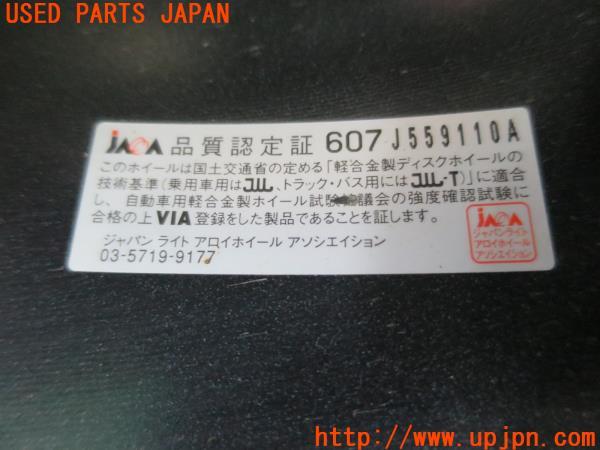 USED PARTS JAPAN
JAWA 品質認定証 607 J559110A
このホイールは国土交通省の定める「軽合金製ディスクホイールの
技術基準(乗用車用はJWL、トラック・バス用にはJWL-T)」に適合
し、自動車用軽合金製ホイール試験協議会の強度確認試験に
合格の上VIA登録をした製品であることを証します。
ジャパン ライト アロイホイール アソシエイション
03-5719-9177
JAWA
ジャパンライト
アロイホイール
アソシエイション
3UPJ - 99810607
http://www.upjpn.com